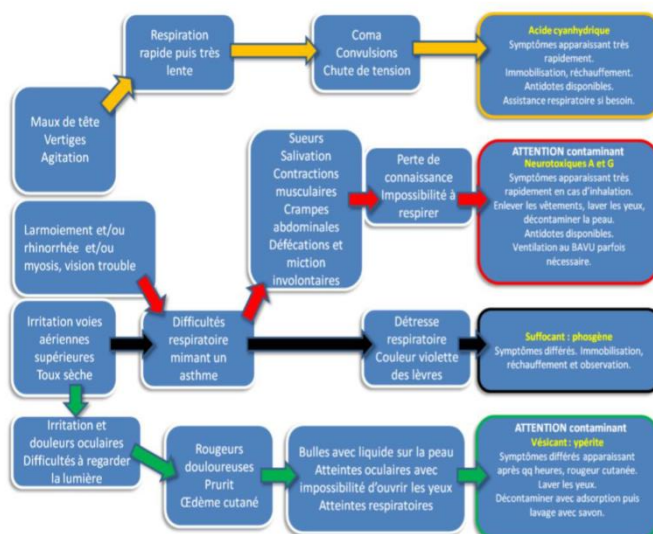 Respiration
rapide puis très
lente
Coma
Convulsions
Chute de tension
Acide cyanhydrique
Symptômes apparaissant très
rapidement.
Immobilisation, réchauffement.
Antidotes disponibles.
Assistance respiratoire si besoin.
Maux de tête
Vertiges
Agitation
Sueurs
Salivation
Contractions
musculaires
Crampes
abdominales
Défécations et
miction
involontaires
Perte de
connaissance
Impossibilité à
respirer
ATTENTION contaminant
Neurotoxiques A et G
Symptômes apparaissant très
rapidement en cas d'inhalation.
Enlever les vêtements, laver les yeux,
décontaminer la peau.
Antidotes disponibles.
Ventilation au BAVU parfois
nécessaire.
Larmoiement et/ou
rhinorrhée et/ou
myosis, vision trouble
Irritation voies
aériennes
supérieures
Toux sèche
Difficultés
respiratoire
mimant un
asthme
Détresse
respiratoire
Couleur violette
des lèvres
Suffocant : phosgène
Symptômes différés. Immobilisation,
réchauffement et observation.
Irritation et
douleurs oculaires
Difficultés à regarder
la lumière
Rougeurs
douloureuses
Prurit
Œdème cutané
Bulles avec liquide sur la peau
Atteintes oculaires avec
impossibilité d'ouvrir les yeux
Atteintes respiratoires
ATTENTION contaminant
Vésicant : ypérite
Symptômes différés apparaissant
après qq heures, rougeur cutanée.
Laver les yeux.
Décontaminer avec adsorption puis
lavage avec savon.